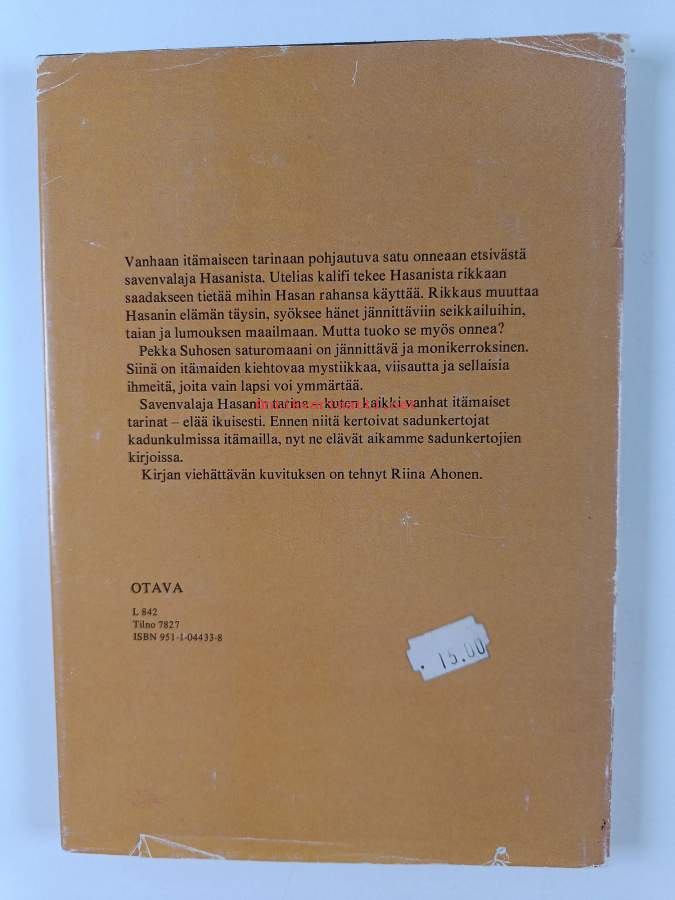 Vanhaan itämaiseen tarinaan pohjautuva satu onneaan etsivästä
savenvalaja Hasanista. Utelias kalifi tekee Hasanista rikkaan
saadakseen tietää mihin Hasan rahansa käyttää. Rikkaus muuttaa
Hasanin elämän täysin, syöksee hänet jännittäviin seikkailuihin,
taian ja lumouksen maailmaan. Mutta tuoko se myös onnea?
Pekka Suhosen saturomaani on jännittävä ja monikerroksinen.
Siinä on itämaiden kiehtovaa mystiikkaa, viisautta ja sellaisia
ihmeitä, joita vain lapsi voi ymmärtää.
Savenvalaja Hasanin tarina – kuten kaikki vanhat itämaiset
tarinat – elää ikuisesti. Ennen niitä kertoivat sadunkertojat
kadunkulmissa itämailla, nyt ne elävät aikamme sadunkertojien
kirjoissa.
Kirjan viehättävän kuvituksen on tehnyt Riina Ahonen.
OTAVA
L 842
Tilno 7827
ISBN 951-1-04433-8
. 15.00